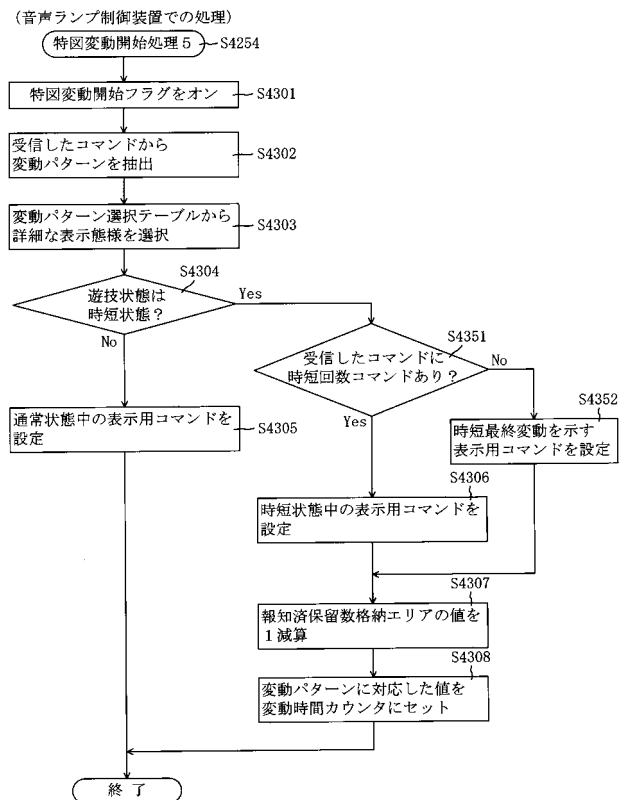 (音声ランプ制御装置での処理)
特図変動開始処理5
S4254
特図変動開始フラグをオン
S4301
受信したコマンドから
変動パターンを抽出
S4302
変動パターン選択テーブルから
詳細な表示態様を選択
S4303
遊技状態は
時短状態?
S4304
Yes
No
受信したコマンドに
時短回数コマンドあり?
S4351
No
Yes
時短最終変動を示す
表示用コマンドを設定
S4352
通常状態中の表示用コマンドを
設定
S4305
時短状態中の表示用コマンドを
設定
S4306
報知済保留数格納エリアの値を
1減算
S4307
変動パターンに対応した値を
変動時間カウンタにセット
S4308
終了